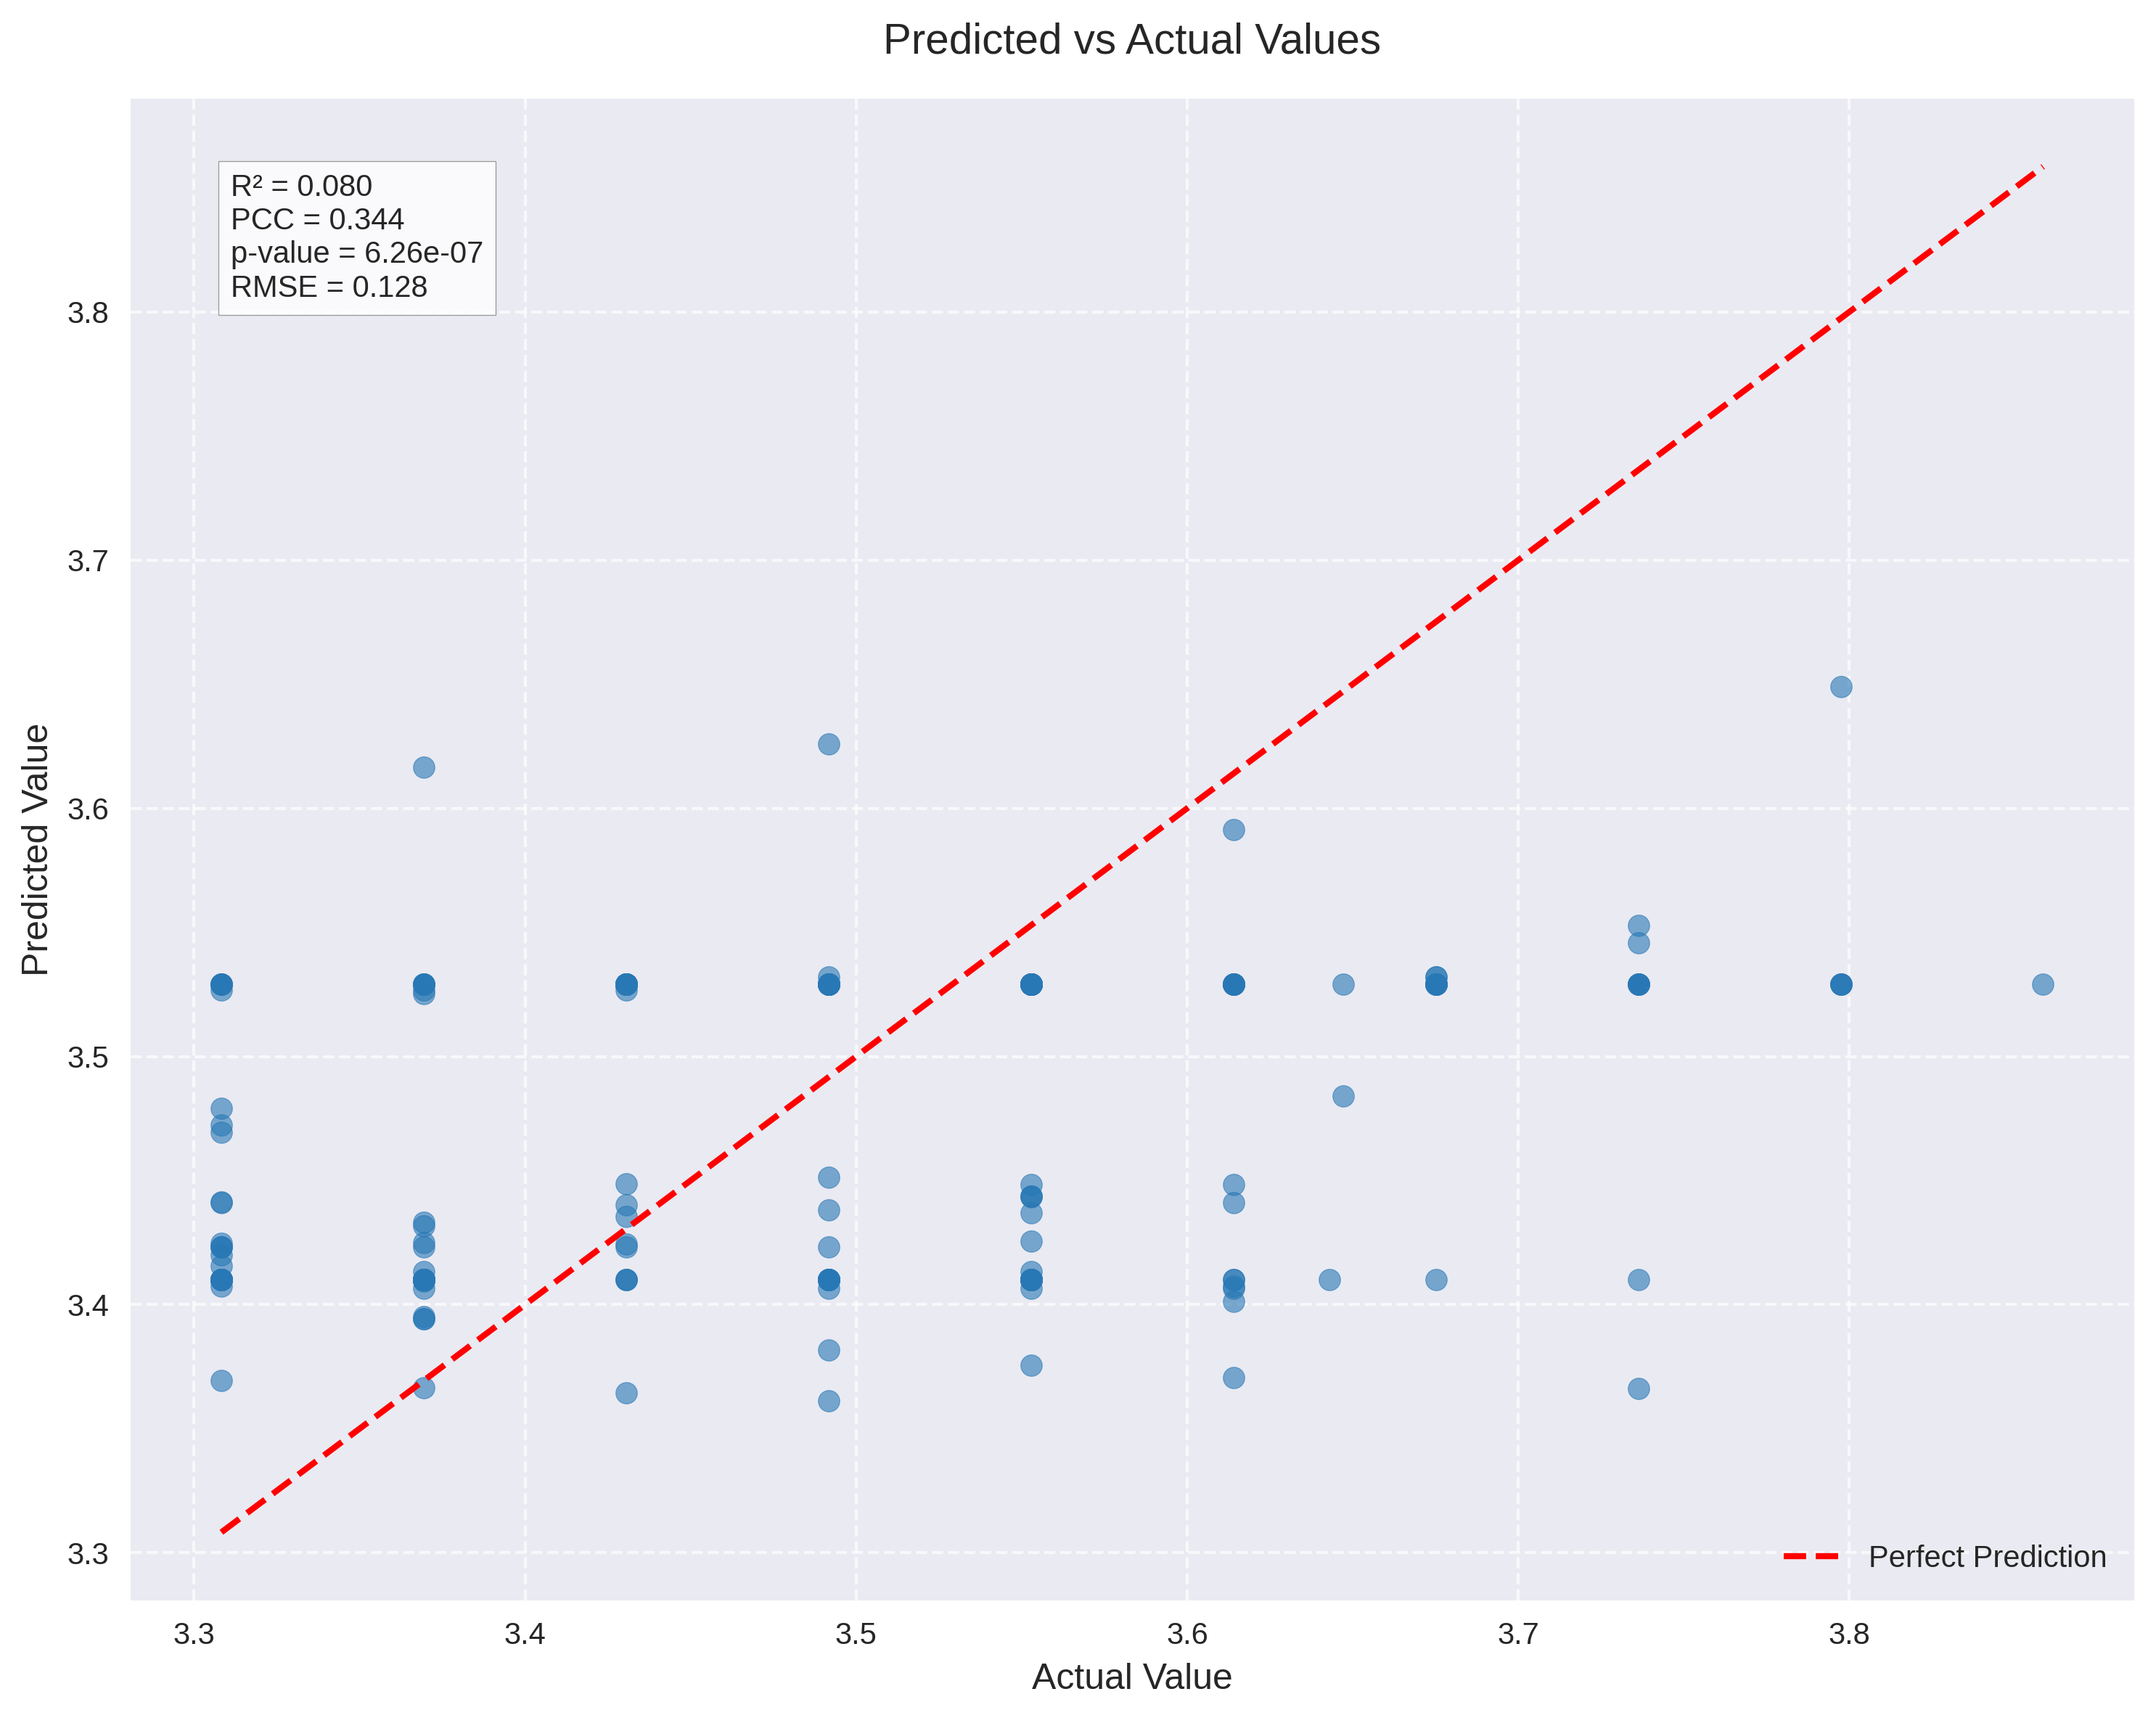 Predicted vs Actual Values
R² = 0.080
PCC = 0.344
p-value = 6.26e-07
RMSE = 0.128
Predicted Value
3.8
3.7
3.6
3.5
3.4
3.3
Perfect Prediction
3.3 3.4 3.5 3.6 3.7 3.8
Actual Value